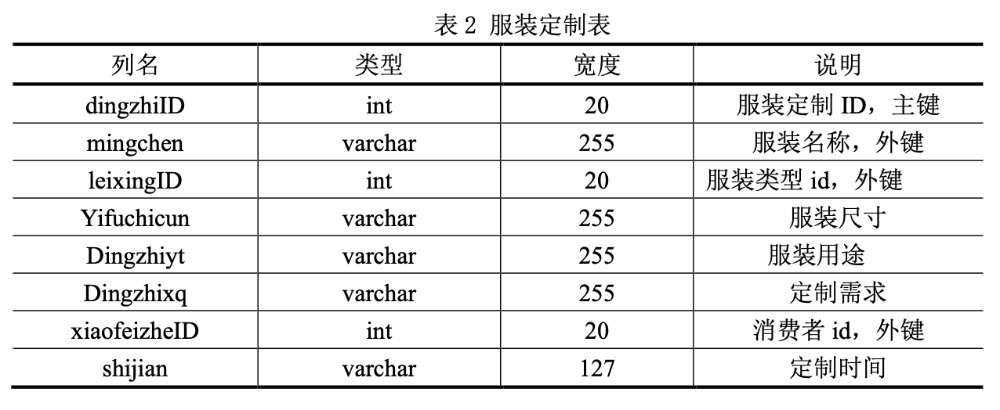 表 2 服装定制表
列名 类型 宽度 说明
dingzhiID int 20 服装定制 ID，主键
mingchen varchar 255 服装名称，外键
leixingID int 20 服装类型 id，外键
Yifuchicun varchar 255 服装尺寸
Dingzhiyt varchar 255 服装用途
Dingzhixq varchar 255 定制需求
xiaofeizheID int 20 消费者 id，外键
shijian varchar 127 定制时间